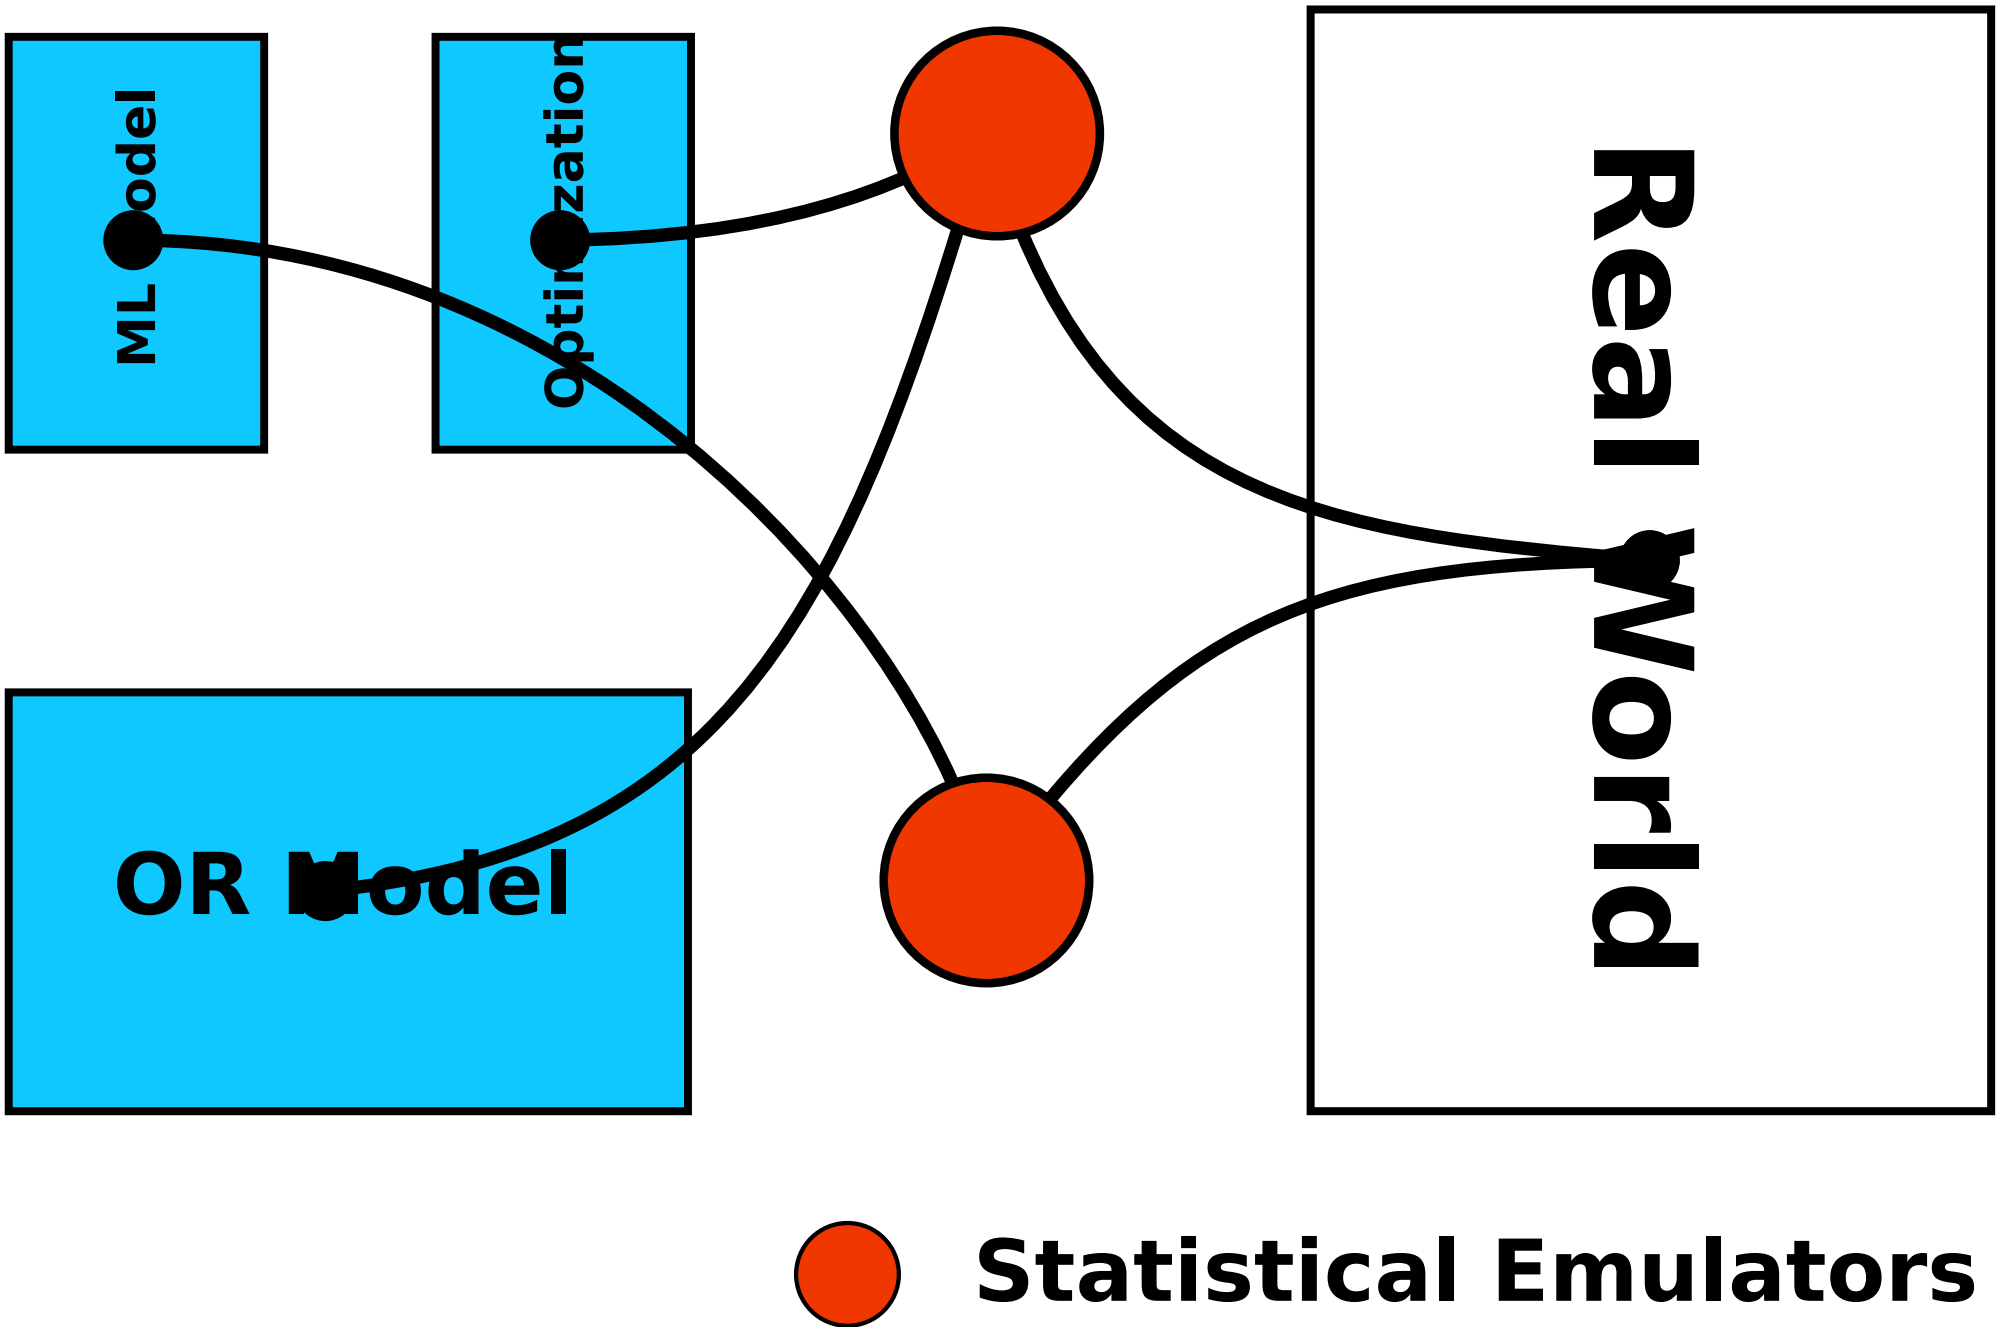 ML Model
Optimization
OR Model
Real World
Statistical Emulators